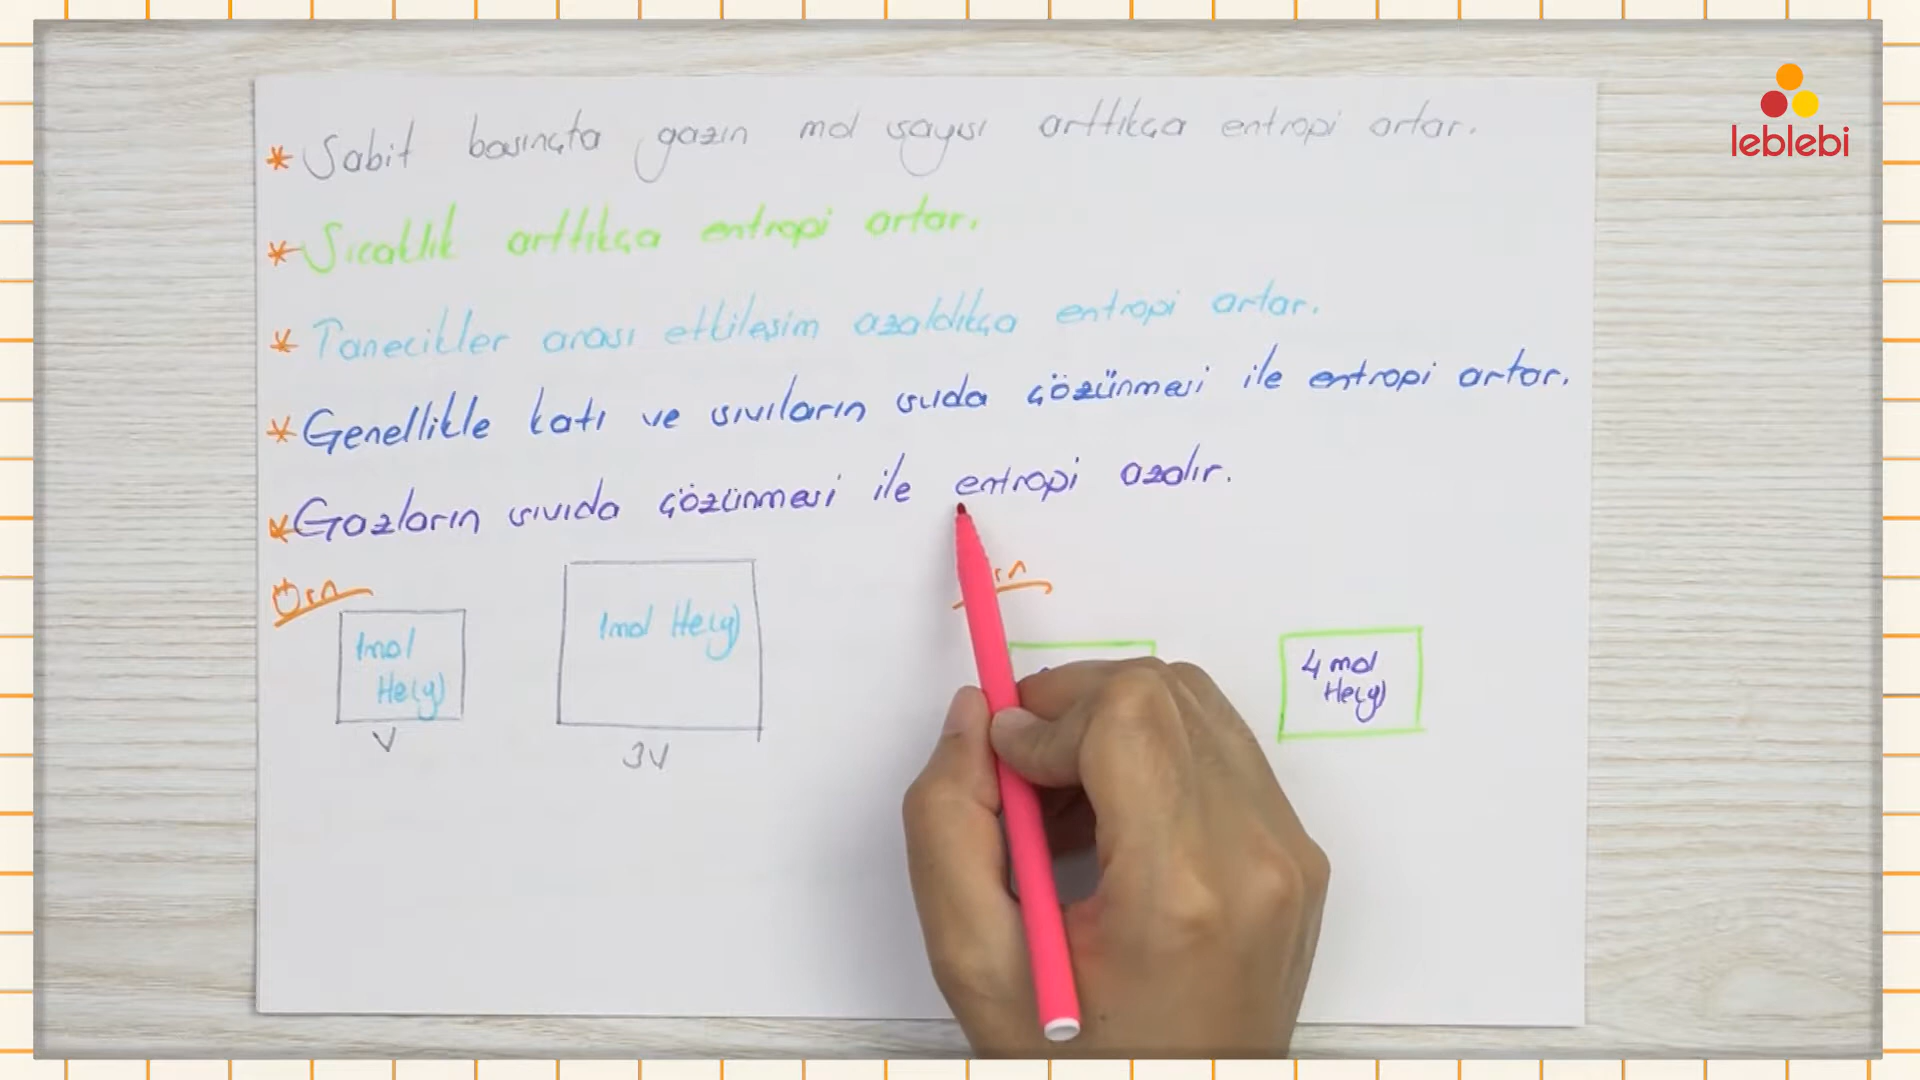 leblebi
* Sabit basınçta gazın mol sayısı arttıkça entropi artar.
* Sıcaklık arttıkça entropi artar.
* Tanecikler arası etkileşim azaldıkça entropi artar.
* Genellikle katı ve sıvıların suda çözünmesi ile entropi artar.
* Gazların sıvıda çözünmesi ile entropi azalır.
Örn
1mol
He(g)
V
1mol He(g)
3V
4 mol
He(g)